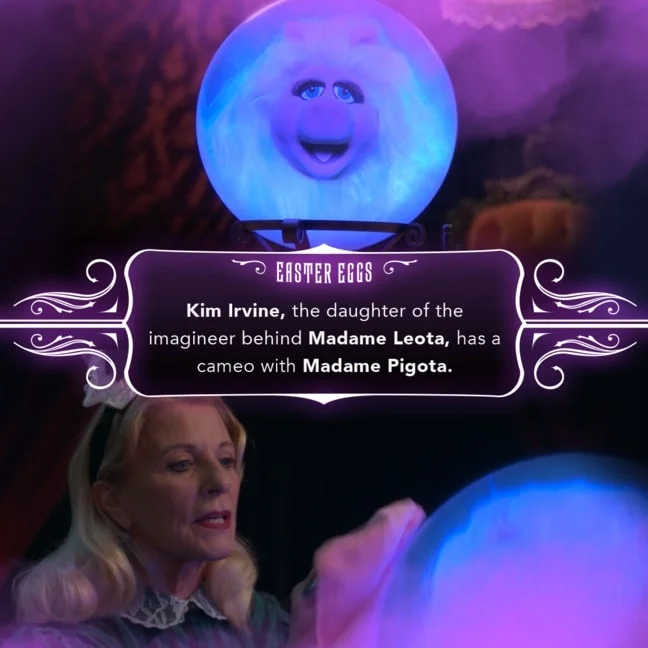 EASTER EGGS
Kim Irvine, the daughter of the
imagineer behind Madame Leota, has a
cameo with Madame Pigota.